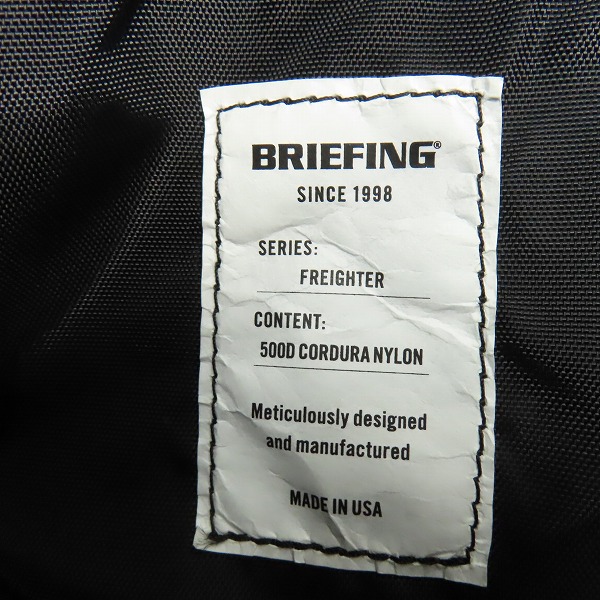 BRIEFING®
SINCE 1998
SERIES:
FREIGHTER
CONTENT:
500D CORDURA NYLON
Meticulously designed
and manufactured
MADE IN USA